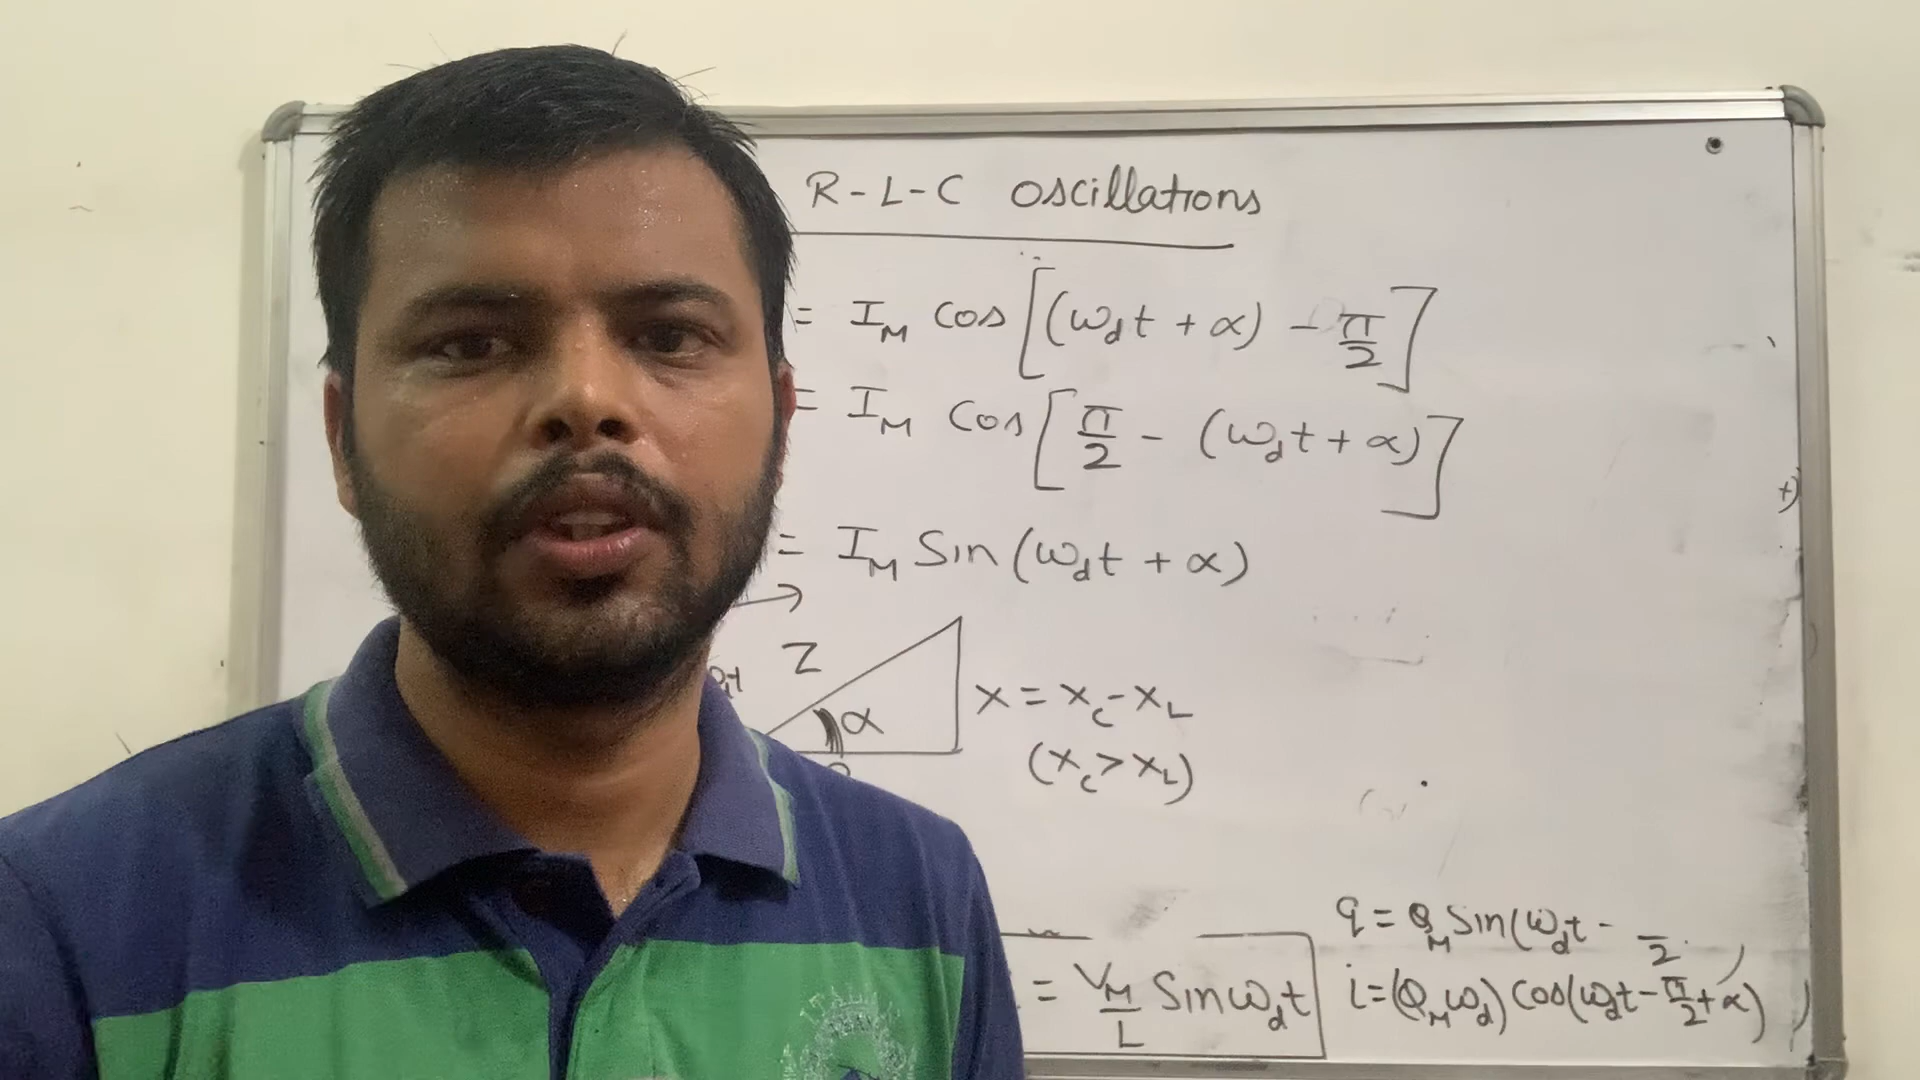 R-L-C Oscillations
= I_M Cos[(ω_d t + α) - π/2]
= I_M Cos[π/2 - (ω_d t + α)]
= I_M Sin(ω_d t + α)
Z
α
X = X_C - X_L
(X_C > X_L)
q = Q_M Sin(ω_d t -
2
= V_M/L Sin ω_d t
i = (Q_M ω_d) Cos(ω_d t - π/2 + α)